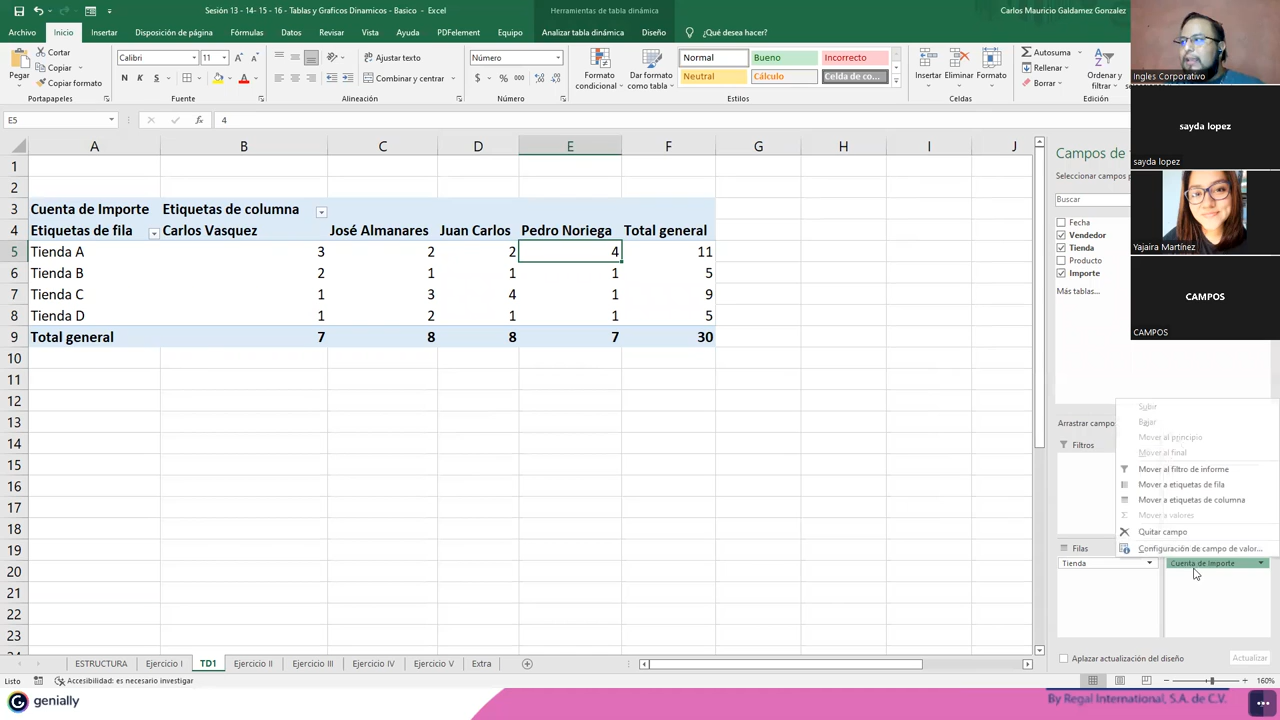 Sesión 13 - 14- 15 - 16 - Tablas y Graficos Dinamicos - Basico - Excel
Herramientas de tabla dinámica
Carlos Mauricio Galdamez Gonzalez
Archivo Inicio Insertar Disposición de página Fórmulas Datos Revisar Vista Ayuda PDFelement Analizar tabla dinámica Diseño ¿Qué desea hacer?
Pegar
Cortar
Copiar
Copiar formato
Portapapeles
Calibri 11
N K S
Fuente
Ajustar texto
Combinar y centrar
Alineación
Número
$ % 000
Número
Formato condicional
Dar formato como tabla
Normal Bueno Incorrecto
Neutral Cálculo Celda de co...
Estilos
Insertar Eliminar Formato
Celdas
Autosuma
Rellenar
Borrar
Ordenar y
Edición
E5 fx 4
A B C D E F G H I J
1
2
3 Cuenta de Importe Etiquetas de columna
4 Etiquetas de fila Carlos Vasquez José Almanares Juan Carlos Pedro Noriega Total general
5 Tienda A 3 2 2 4 11
6 Tienda B 2 1 1 1 5
7 Tienda C 1 3 4 1 9
8 Tienda D 1 2 1 1 5
9 Total general 7 8 8 7 30
10
11
12
13
14
15
16
17
18
19
20
21
22
23
Campos de
Seleccionar campos
Buscar
Fecha
Vendedor
Tienda
Producto
Importe
Más tablas...
Arrastrar campo
Filtros
Subir
Bajar
Mover al principio
Mover al final
Mover al filtro de informe
Mover a etiquetas de fila
Mover a etiquetas de columna
Mover a valores
Quitar campo
Configuración de campo de valor...
Filas
Tienda Cuenta de Importe
Aplazar actualización del diseño Actualizar
Ingles Corporativo
sayda lopez
sayda lopez
Yajaira Martínez
CAMPOS
CAMPOS
ESTRUCTURA Ejercicio I TD1 Ejercicio II Ejercicio III Ejercicio IV Ejercicio V Extra
Listo Accesibilidad: es necesario investigar 160%
genially
By Regal International, S.A. de C.V.